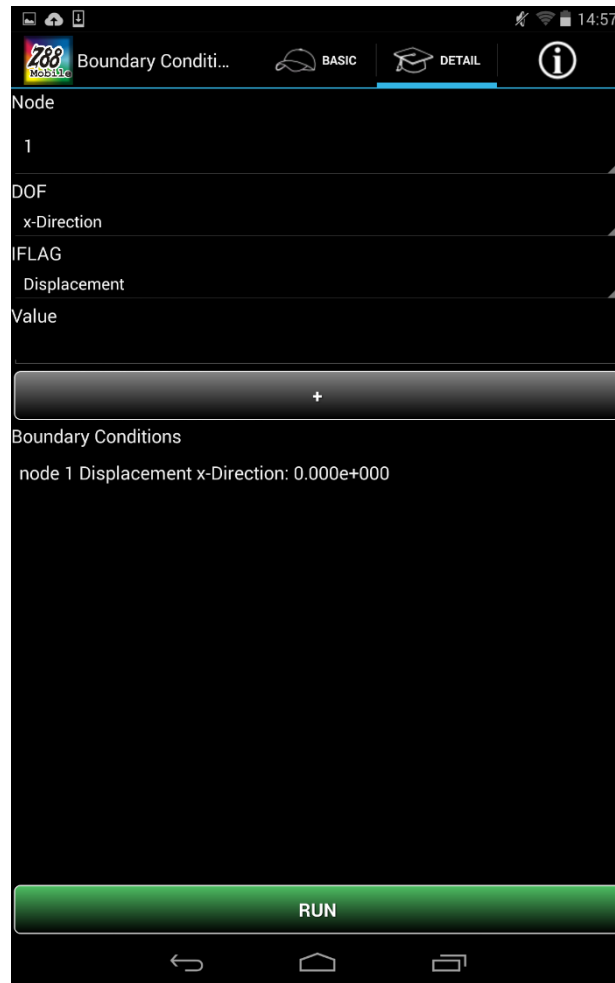 14:57
Z88
Mobile
Boundary Conditi...
BASIC
DETAIL
i
Node
1
DOF
x-Direction
IFLAG
Displacement
Value
+
Boundary Conditions
node 1 Displacement x-Direction: 0.000e+000
RUN